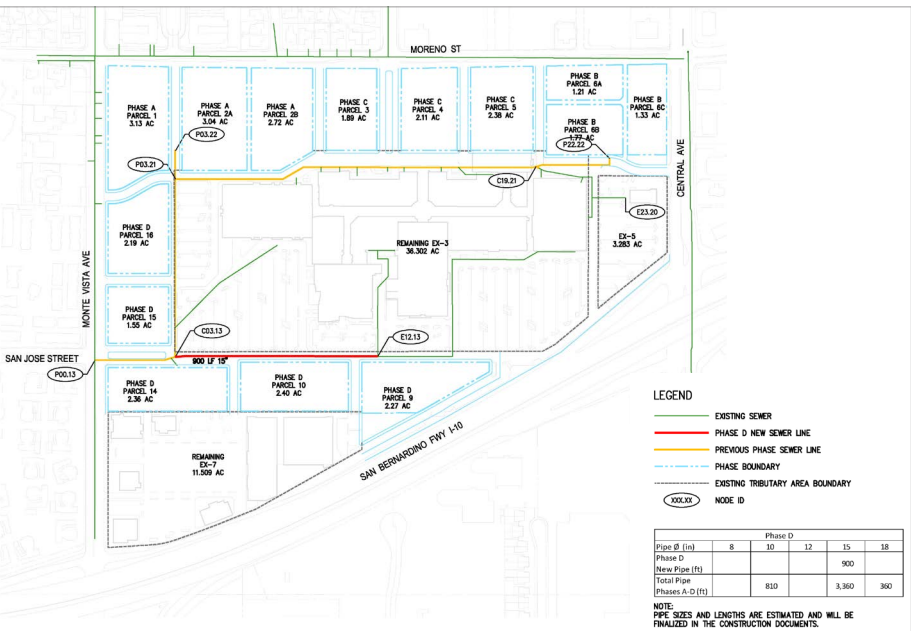 MORENO ST
PHASE A
PARCEL 1
3.13 AC
PHASE A
PARCEL 2A
3.04 AC
PHASE A
PARCEL 2B
2.72 AC
PHASE C
PARCEL 3
1.89 AC
PHASE C
PARCEL 4
2.11 AC
PHASE C
PARCEL 5
2.38 AC
PHASE B
PARCEL 6A
1.21 AC
PHASE B
PARCEL 6B
1.77 AC
PHASE B
PARCEL 6C
1.33 AC
P03.22
P22.22
P03.21
C19.21
E23.20
CENTRAL AVE
MONTE VISTA AVE
PHASE D
PARCEL 16
2.19 AC
REMAINING EX-3
36.302 AC
EX-5
3.283 AC
PHASE D
PARCEL 15
1.55 AC
C03.13
E12.13
SAN JOSE STREET
P00.13
900 LF 15"
PHASE D
PARCEL 14
2.36 AC
PHASE D
PARCEL 10
2.40 AC
PHASE D
PARCEL 9
2.27 AC
SAN BERNARDINO FWY I-10
REMAINING
EX-7
11.509 AC
LEGEND
EXISTING SEWER
PHASE D NEW SEWER LINE
PREVIOUS PHASE SEWER LINE
PHASE BOUNDARY
EXISTING TRIBUTARY AREA BOUNDARY
XXX.XX NODE ID
Phase D
Pipe Ø (in) 8 10 12 15 18
Phase D
New Pipe (ft) 900
Total Pipe
Phases A-D (ft) 810 3,360 360
NOTE:
PIPE SIZES AND LENGTHS ARE ESTIMATED AND WILL BE
FINALIZED IN THE CONSTRUCTION DOCUMENTS.